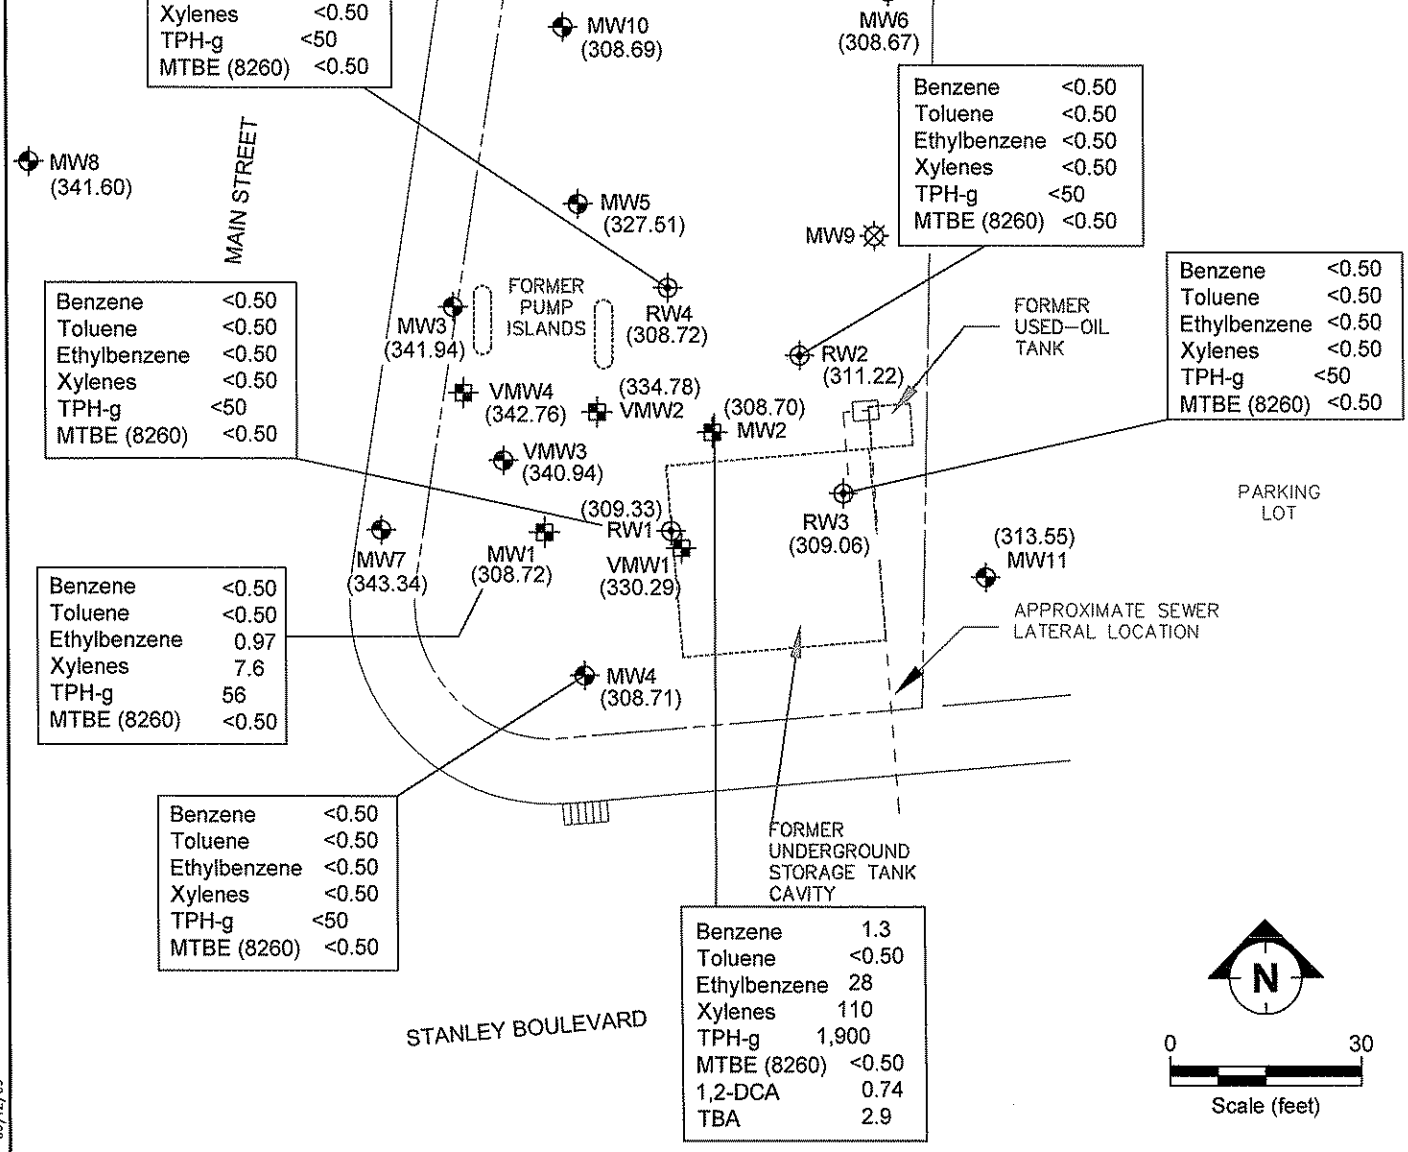 Xylenes <0.50
TPH-g <50
MTBE (8260) <0.50
MW10
(308.69)
MW6
(308.67)
Benzene <0.50
Toluene <0.50
Ethylbenzene <0.50
Xylenes <0.50
TPH-g <50
MTBE (8260) <0.50
MW8
(341.60)
MAIN STREET
MW5
(327.51)
MW9
Benzene <0.50
Toluene <0.50
Ethylbenzene <0.50
Xylenes <0.50
TPH-g <50
MTBE (8260) <0.50
Benzene <0.50
Toluene <0.50
Ethylbenzene <0.50
Xylenes <0.50
TPH-g <50
MTBE (8260) <0.50
MW3
(341.94)
FORMER
PUMP
ISLANDS
RW4
(308.72)
FORMER
USED-OIL
TANK
RW2
(311.22)
VMW4
(342.76)
(334.78)
VMW2
(308.70)
MW2
VMW3
(340.94)
PARKING
LOT
(309.33)
RW1
RW3
(309.06)
MW7
(343.34)
MW1
(308.72)
VMW1
(330.29)
(313.55)
MW11
Benzene <0.50
Toluene <0.50
Ethylbenzene 0.97
Xylenes 7.6
TPH-g 56
MTBE (8260) <0.50
APPROXIMATE SEWER
LATERAL LOCATION
MW4
(308.71)
Benzene <0.50
Toluene <0.50
Ethylbenzene <0.50
Xylenes <0.50
TPH-g <50
MTBE (8260) <0.50
FORMER
UNDERGROUND
STORAGE TANK
CAVITY
Benzene 1.3
Toluene <0.50
Ethylbenzene 28
Xylenes 110
TPH-g 1,900
MTBE (8260) <0.50
1,2-DCA 0.74
TBA 2.9
STANLEY BOULEVARD
N
0 30
Scale (feet)